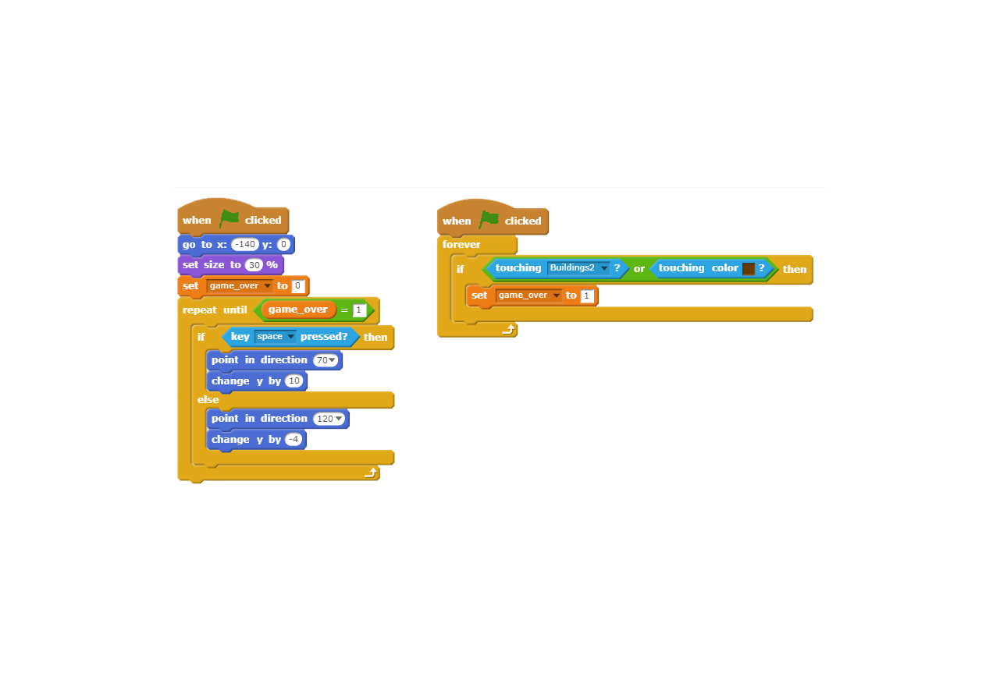 when clicked
go to x: -140 y: 0
set size to 30 %
set game_over to 0
repeat until game_over = 1
if key space pressed? then
point in direction 70
change y by 10
else
point in direction 120
change y by -4
when clicked
forever
if touching Buildings2 ? or touching color ? then
set game_over to 1